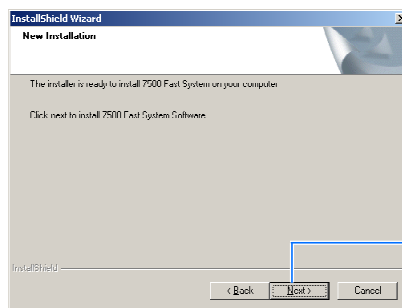 InstallShield Wizard
New Installation
The installer is ready to install 7500 Fast System on your computer
Click next to install 7500 Fast System Software
InstallShield
< Back Next > Cancel